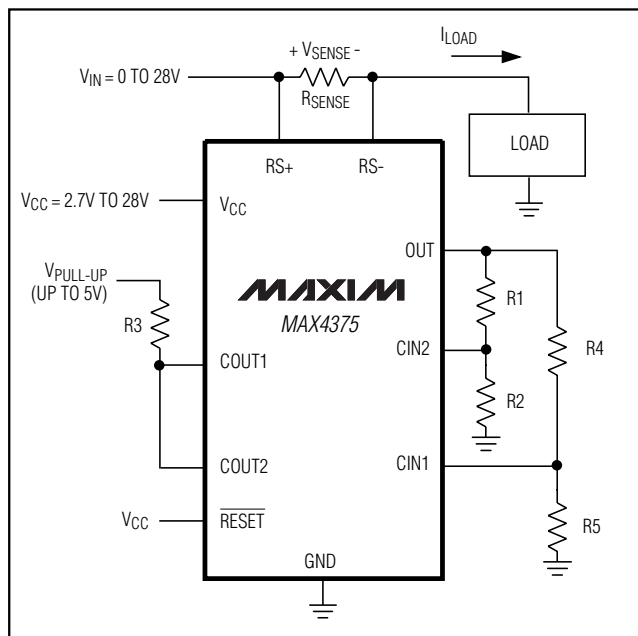 + VSENSE -
ILOAD
VIN = 0 TO 28V
RSENSE
LOAD
RS+ RS-
VCC = 2.7V TO 28V
VCC
OUT
VPULL-UP
(UP TO 5V)
MAXIM
MAX4375
R1
R3
CIN2
R4
COUT1
R2
COUT2
CIN1
VCC
RESET
R5
GND